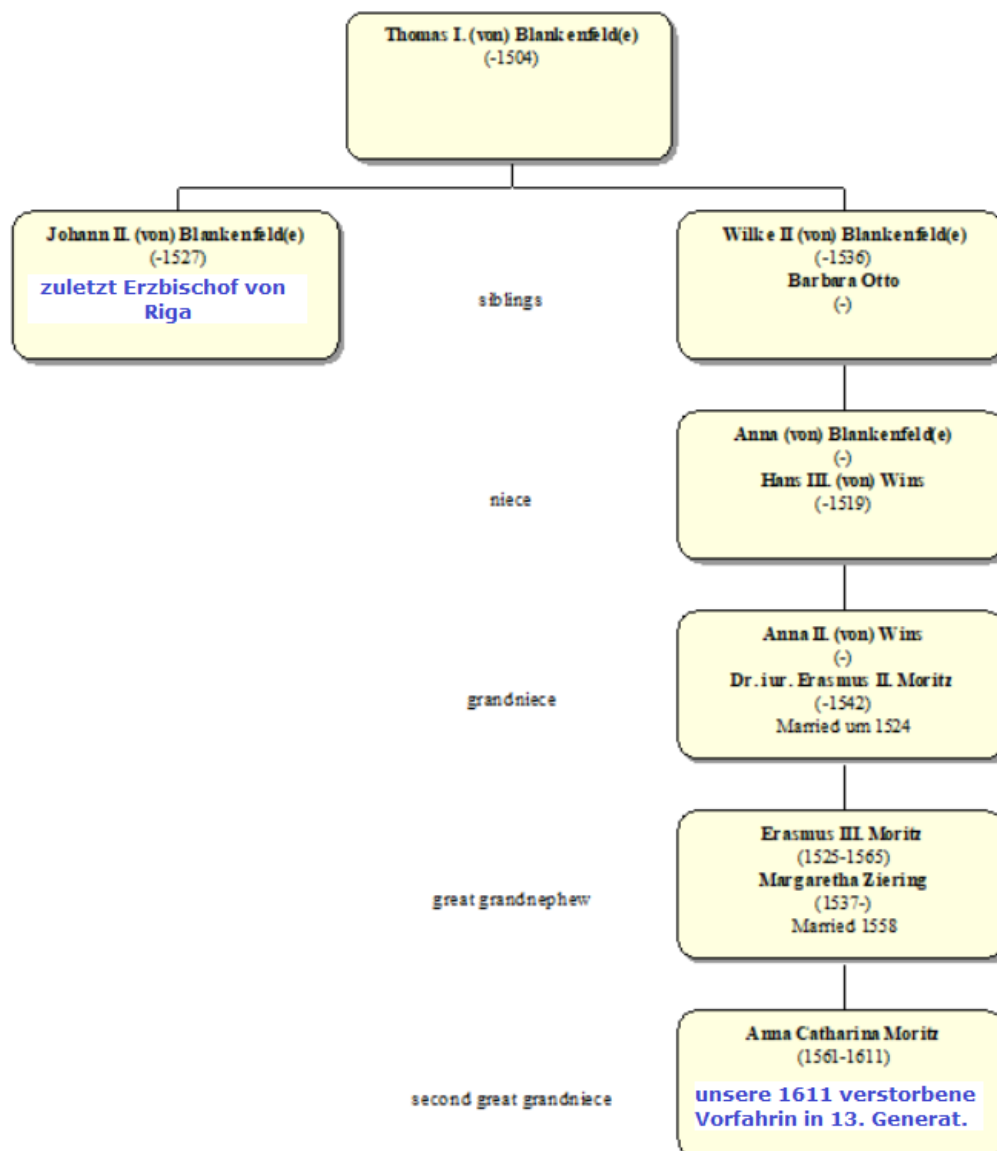 Thomas I. (von) Blankenfeld(e)
(-1504)
Johann II. (von) Blankenfeld(e)
(-1527)
zuletzt Erzbischof von
Riga
siblings
Wilke II (von) Blankenfeld(e)
(-1536)
Barbara Otto
(-)
niece
Anna (von) Blankenfeld(e)
(-)
Hans III. (von) Wins
(-1519)
grandniece
Anna II. (von) Wins
(-)
Dr. iur. Erasmus II. Moritz
(-1542)
Married um 1524
great grandnephew
Erasmus III. Moritz
(1525-1565)
Margaretha Ziering
(1537-)
Married 1558
second great grandniece
Anna Catharina Moritz
(1561-1611)
unsere 1611 verstorbene
Vorfahrin in 13. Generat.